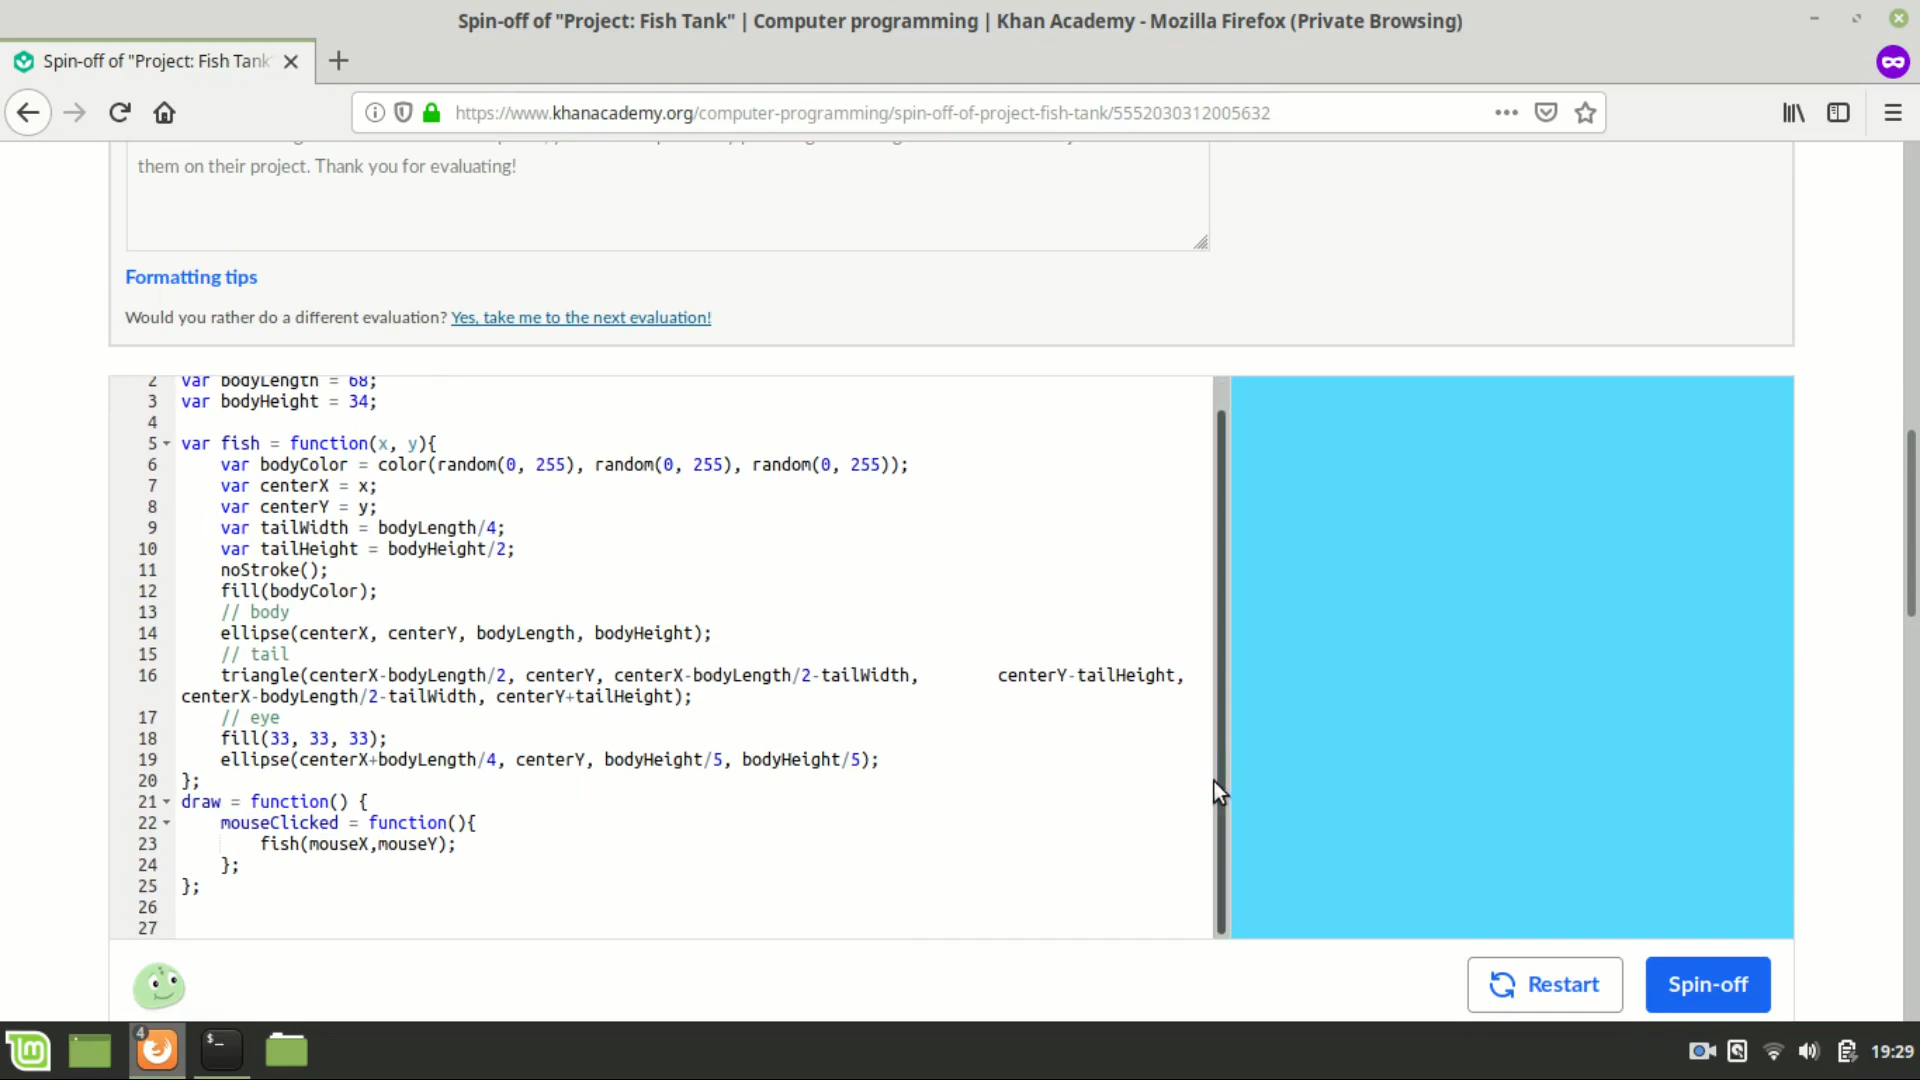 Spin-off of "Project: Fish Tank" | Computer programming | Khan Academy - Mozilla Firefox (Private Browsing)
Spin-off of "Project: Fish Tank
https://www.khanacademy.org/computer-programming/spin-off-of-project-fish-tank/5552030312005632
them on their project. Thank you for evaluating!
Formatting tips
Would you rather do a different evaluation? Yes, take me to the next evaluation!
2 var bodyLength = 68;
3 var bodyHeight = 34;
4
5 var fish = function(x, y){
6 var bodyColor = color(random(0, 255), random(0, 255), random(0, 255));
7 var centerX = x;
8 var centerY = y;
9 var tailWidth = bodyLength/4;
10 var tailHeight = bodyHeight/2;
11 noStroke();
12 fill(bodyColor);
13 // body
14 ellipse(centerX, centerY, bodyLength, bodyHeight);
15 // tail
16 triangle(centerX-bodyLength/2, centerY, centerX-bodyLength/2-tailWidth, centerY-tailHeight,
centerX-bodyLength/2-tailWidth, centerY+tailHeight);
17 // eye
18 fill(33, 33, 33);
19 ellipse(centerX+bodyLength/4, centerY, bodyHeight/5, bodyHeight/5);
20 };
21 draw = function() {
22 mouseClicked = function(){
23 fish(mouseX,mouseY);
24 };
25 };
26
27
Restart
Spin-off
4
$_
19:29